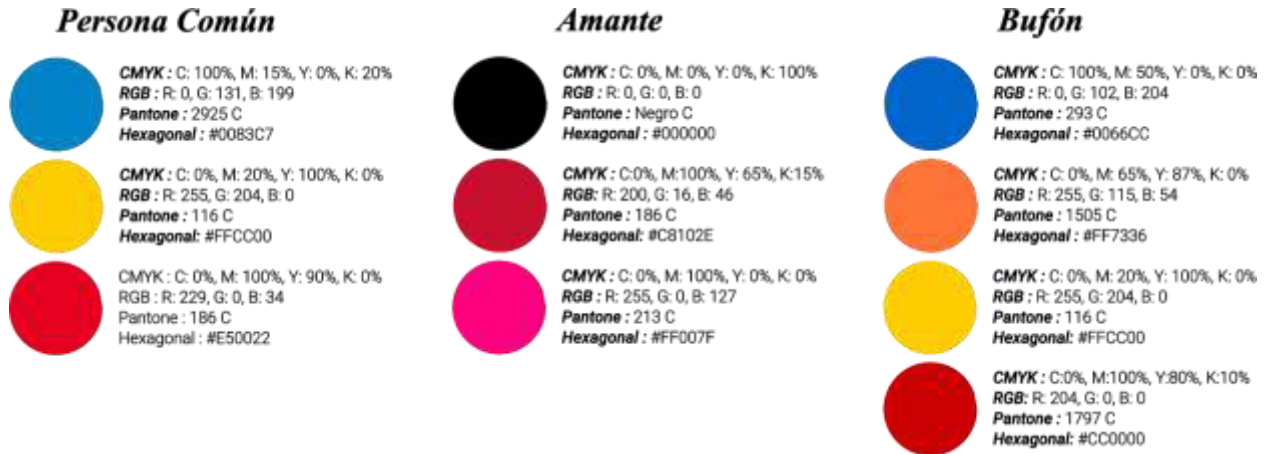 Persona Común
CMYK : C: 100%, M: 15%, Y: 0%, K: 20%
RGB : R: 0, G: 131, B: 199
Pantone : 2925 C
Hexagonal : #0083C7
CMYK : C: 0%, M: 20%, Y: 100%, K: 0%
RGB : R: 255, G: 204, B: 0
Pantone : 116 C
Hexagonal: #FFCC00
CMYK : C: 0%, M: 100%, Y: 90%, K: 0%
RGB : R: 229, G: 0, B: 34
Pantone : 186 C
Hexagonal : #E50022
Amante
CMYK : C: 0%, M: 0%, Y: 0%, K: 100%
RGB : R: 0, G: 0, B: 0
Pantone : Negro C
Hexagonal : #000000
CMYK : C:0%, M:100%, Y: 65%, K:15%
RGB: R: 200, G: 16, B: 46
Pantone : 186 C
Hexagonal: #C8102E
CMYK : C: 0%, M: 100%, Y: 0%, K: 0%
RGB : R: 255, G: 0, B: 127
Pantone : 213 C
Hexagonal : #FF007F
Bufón
CMYK : C: 100%, M: 50%, Y: 0%, K: 0%
RGB : R: 0, G: 102, B: 204
Pantone : 293 C
Hexagonal : #0066CC
CMYK : C: 0%, M: 65%, Y: 87%, K: 0%
RGB : R: 255, G: 115, B: 54
Pantone : 1505 C
Hexagonal : #FF7336
CMYK : C: 0%, M: 20%, Y: 100%, K: 0%
RGB : R: 255, G: 204, B: 0
Pantone : 116 C
Hexagonal: #FFCC00
CMYK : C:0%, M:100%, Y:80%, K:10%
RGB: R: 204, G: 0, B: 0
Pantone : 1797 C
Hexagonal: #CC0000